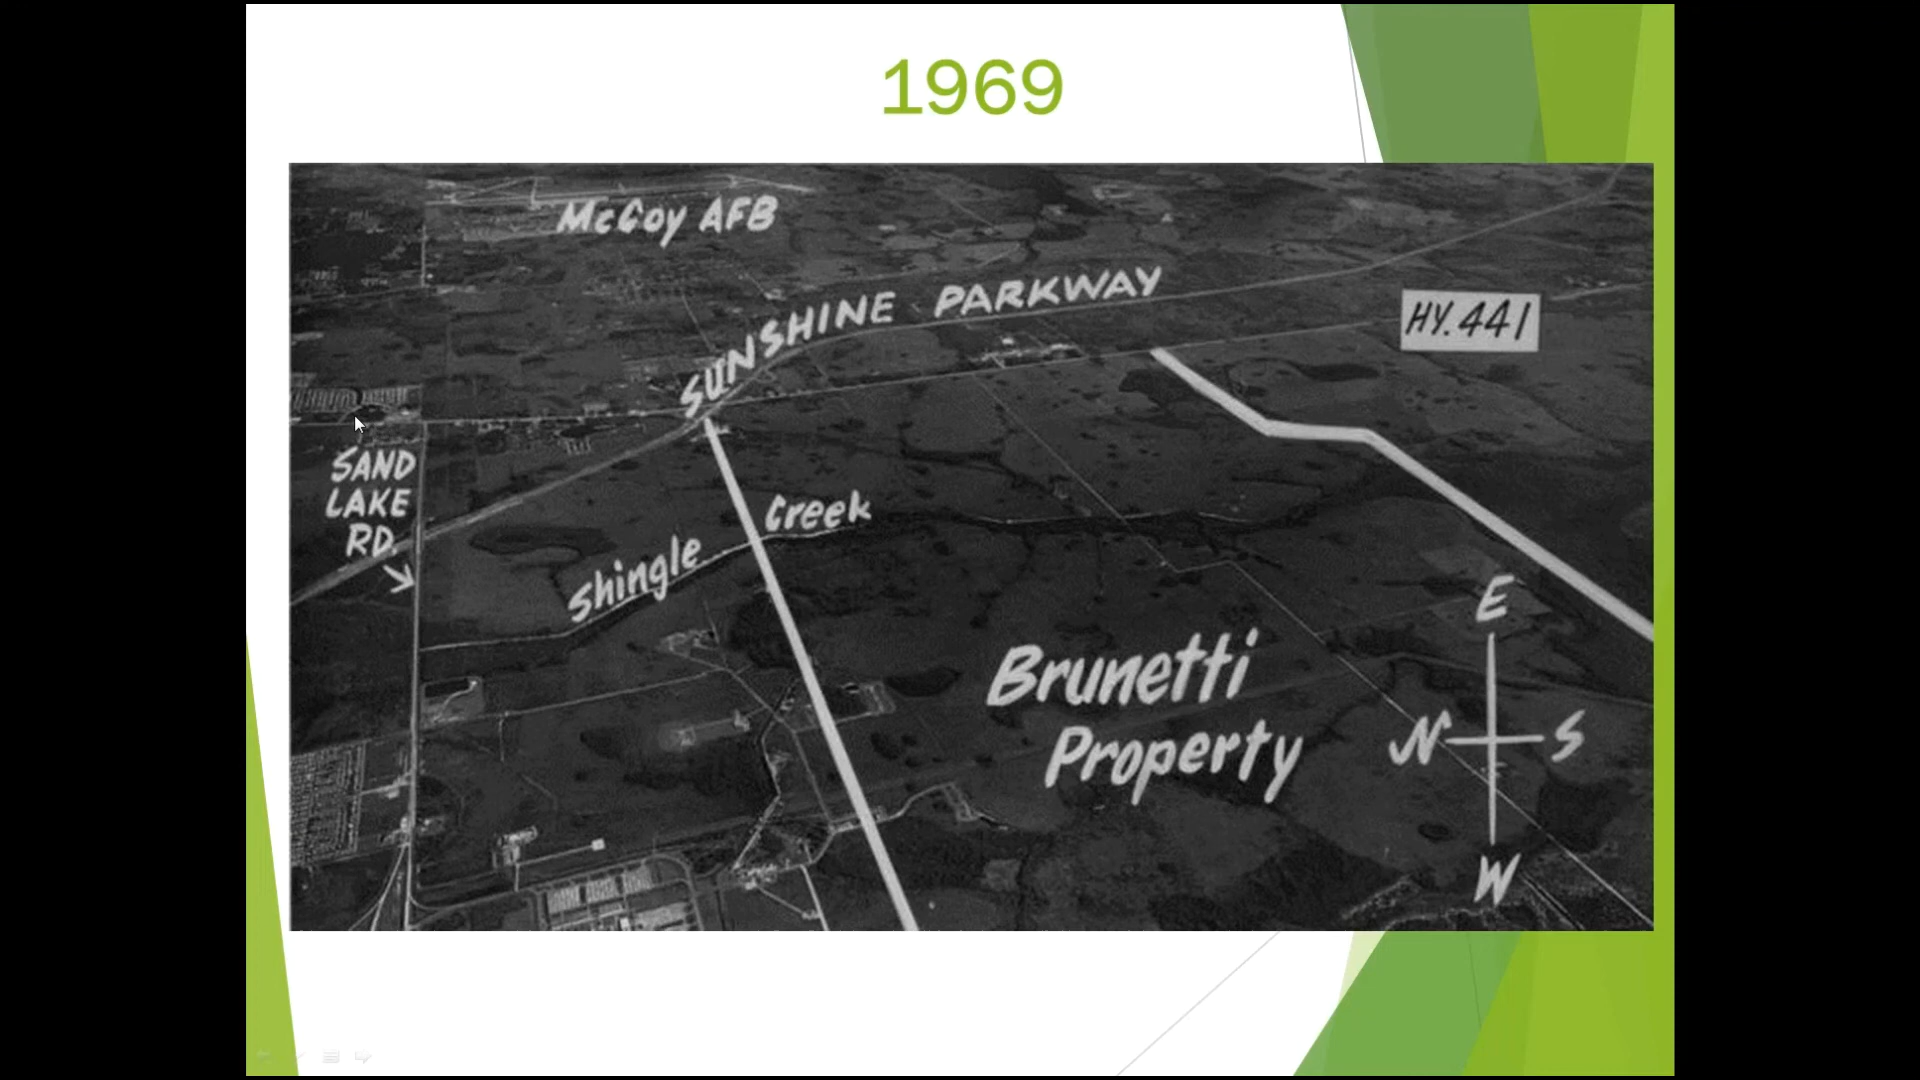 1969
McCoy AFB
SUNSHINE PARKWAY
HY. 441
SAND
LAKE
RD.
Creek
Shingle
E
Brunetti
Property
N
S
W